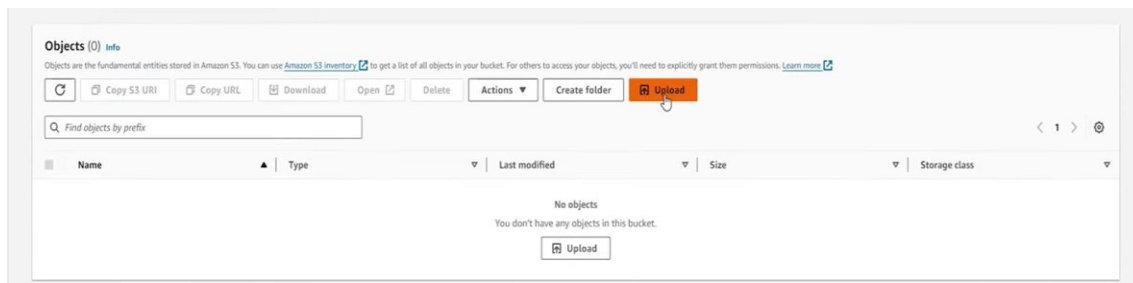 Objects (0) Info
Objects are the fundamental entities stored in Amazon S3. You can use Amazon S3 inventory to get a list of all objects in your bucket. For others to access your objects, you'll need to explicitly grant them permissions. Learn more
Copy S3 URI Copy URL Download Open Delete Actions Create folder Upload
Find objects by prefix 1
Name Type Last modified Size Storage class
No objects
You don't have any objects in this bucket.
Upload